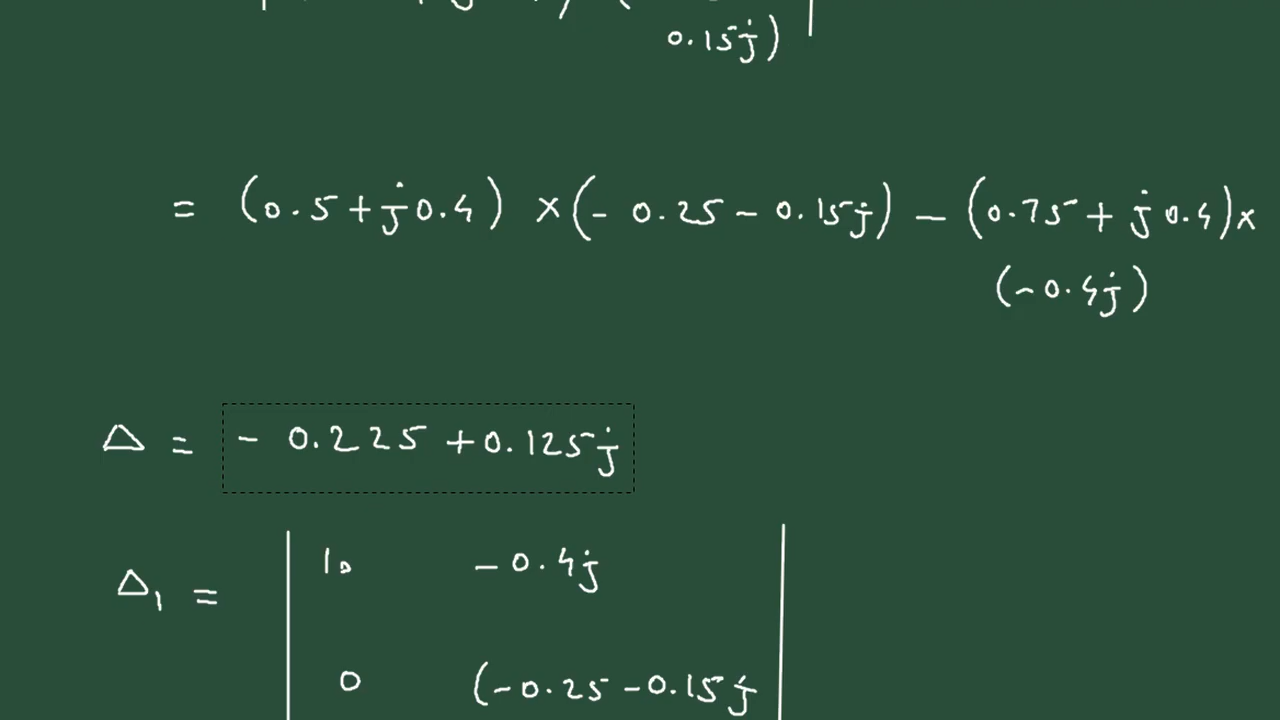 0.15j)
= (0.5+j0.4) ×(- 0.25 - 0.15j) - (0.75 + j0.4)×
(-0.4j)
Δ = - 0.225 + 0.125j
10 -0.4j
Δ₁ =
0 (-0.25 -0.15j